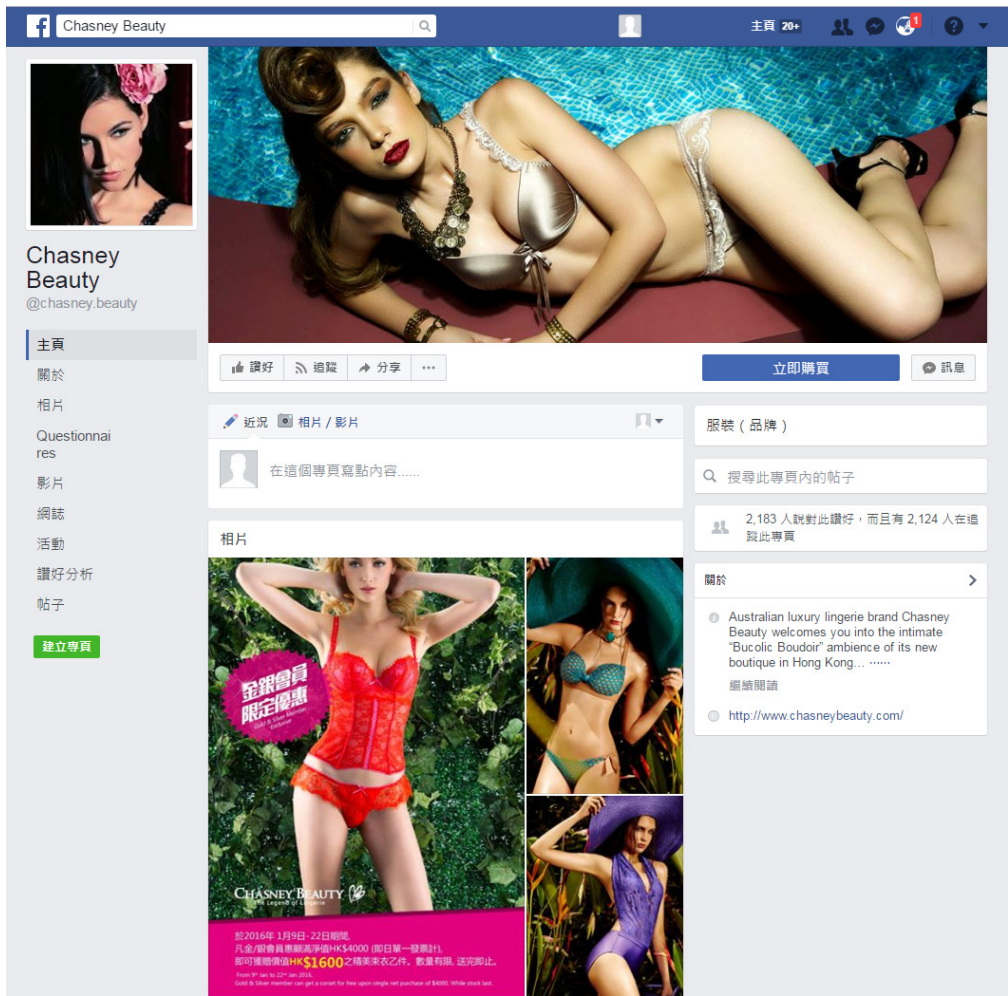 Chasney Beauty
主頁 20+
1
?
Chasney
Beauty
@chasney.beauty
主頁
關於
相片
Questionnai
res
影片
網誌
活動
讚好分析
帖子
建立專頁
讚好
追蹤
分享
立即購買
訊息
近況
相片 / 影片
在這個專頁寫點內容......
相片
金銀會員
限定優惠
Gold & Silver Member
Exclusive
CHASNEY BEAUTY
The Legend of Lingerie
於2016年 1月9日-22日期間,
凡金/銀會員惠顧滿淨值HK$4000 (即日單一發票計),
即可獲贈價值HK$1600之精美束衣乙件。數量有限, 送完即止。
From 9th Jan to 22nd Jan 2016,
Gold & Silver member can get a corset for free upon single net purchase of $4000. While stock last.
服裝（品牌）
搜尋此專頁內的帖子
2,183 人說對此讚好，而且有 2,124 人在追
蹤此專頁
關於
Australian luxury lingerie brand Chasney
Beauty welcomes you into the intimate
“Bucolic Boudoir” ambience of its new
boutique in Hong Kong... ······
繼續閱讀
http://www.chasneybeauty.com/